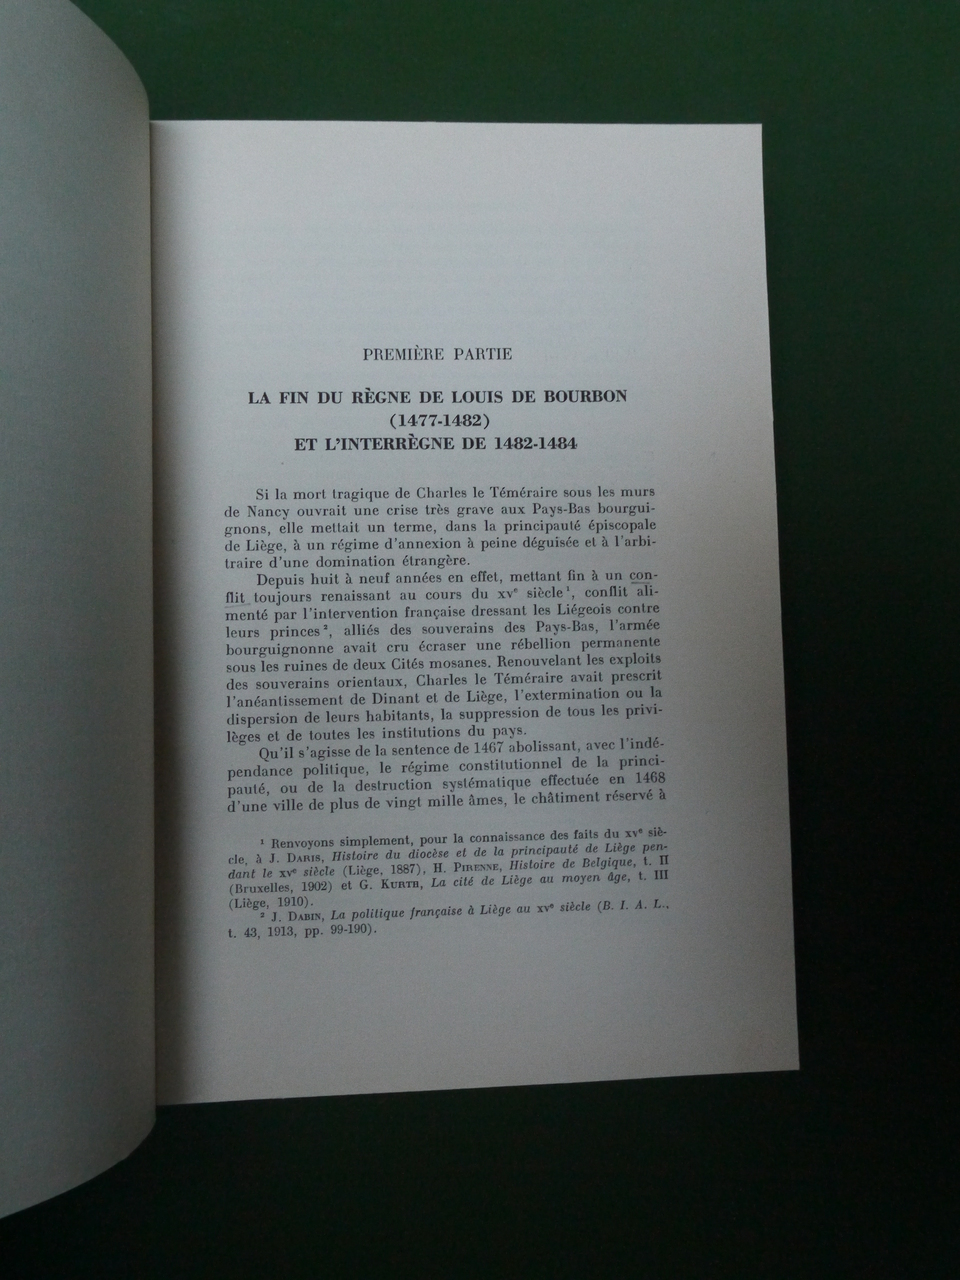 PREMIÈRE PARTIE
LA FIN DU RÈGNE DE LOUIS DE BOURBON
(1477-1482)
ET L'INTERRÈGNE DE 1482-1484
Si la mort tragique de Charles le Téméraire sous les murs
de Nancy ouvrait une crise très grave aux Pays-Bas bourgui-
gnons, elle mettait un terme, dans la principauté épiscopale
de Liège, à un régime d'annexion à peine déguisée et à l'arbi-
traire d'une domination étrangère.
Depuis huit à neuf années en effet, mettant fin à un con-
flit toujours renaissant au cours du XVe siècle¹, conflit ali-
menté par l'intervention française dressant les Liégeois contre
leurs princes², alliés des souverains des Pays-Bas, l'armée
bourguignonne avait cru écraser une rébellion permanente
sous les ruines de deux Cités mosanes. Renouvelant les exploits
des souverains orientaux, Charles le Téméraire avait prescrit
l'anéantissement de Dinant et de Liège, l'extermination ou la
dispersion de leurs habitants, la suppression de tous les privi-
lèges et de toutes les institutions du pays.
Qu'il s'agisse de la sentence de 1467 abolissant, avec l'indé-
pendance politique, le régime constitutionnel de la princi-
pauté, ou de la destruction systématique effectuée en 1468
d'une ville de plus de vingt mille âmes, le châtiment réservé à
¹ Renvoyons simplement, pour la connaissance des faits du XVe siè-
cle, à J. DARIS, Histoire du diocèse et de la principauté de Liège pen-
dant le XVe siècle (Liège, 1887), H. PIRENNE, Histoire de Belgique, t. II
(Bruxelles, 1902) et G. KURTH, La cité de Liège au moyen âge, t. III
(Liège, 1910).
² J. DABIN, La politique française à Liège au XVe siècle (B. I. A. L.,
t. 43, 1913, pp. 99-190).